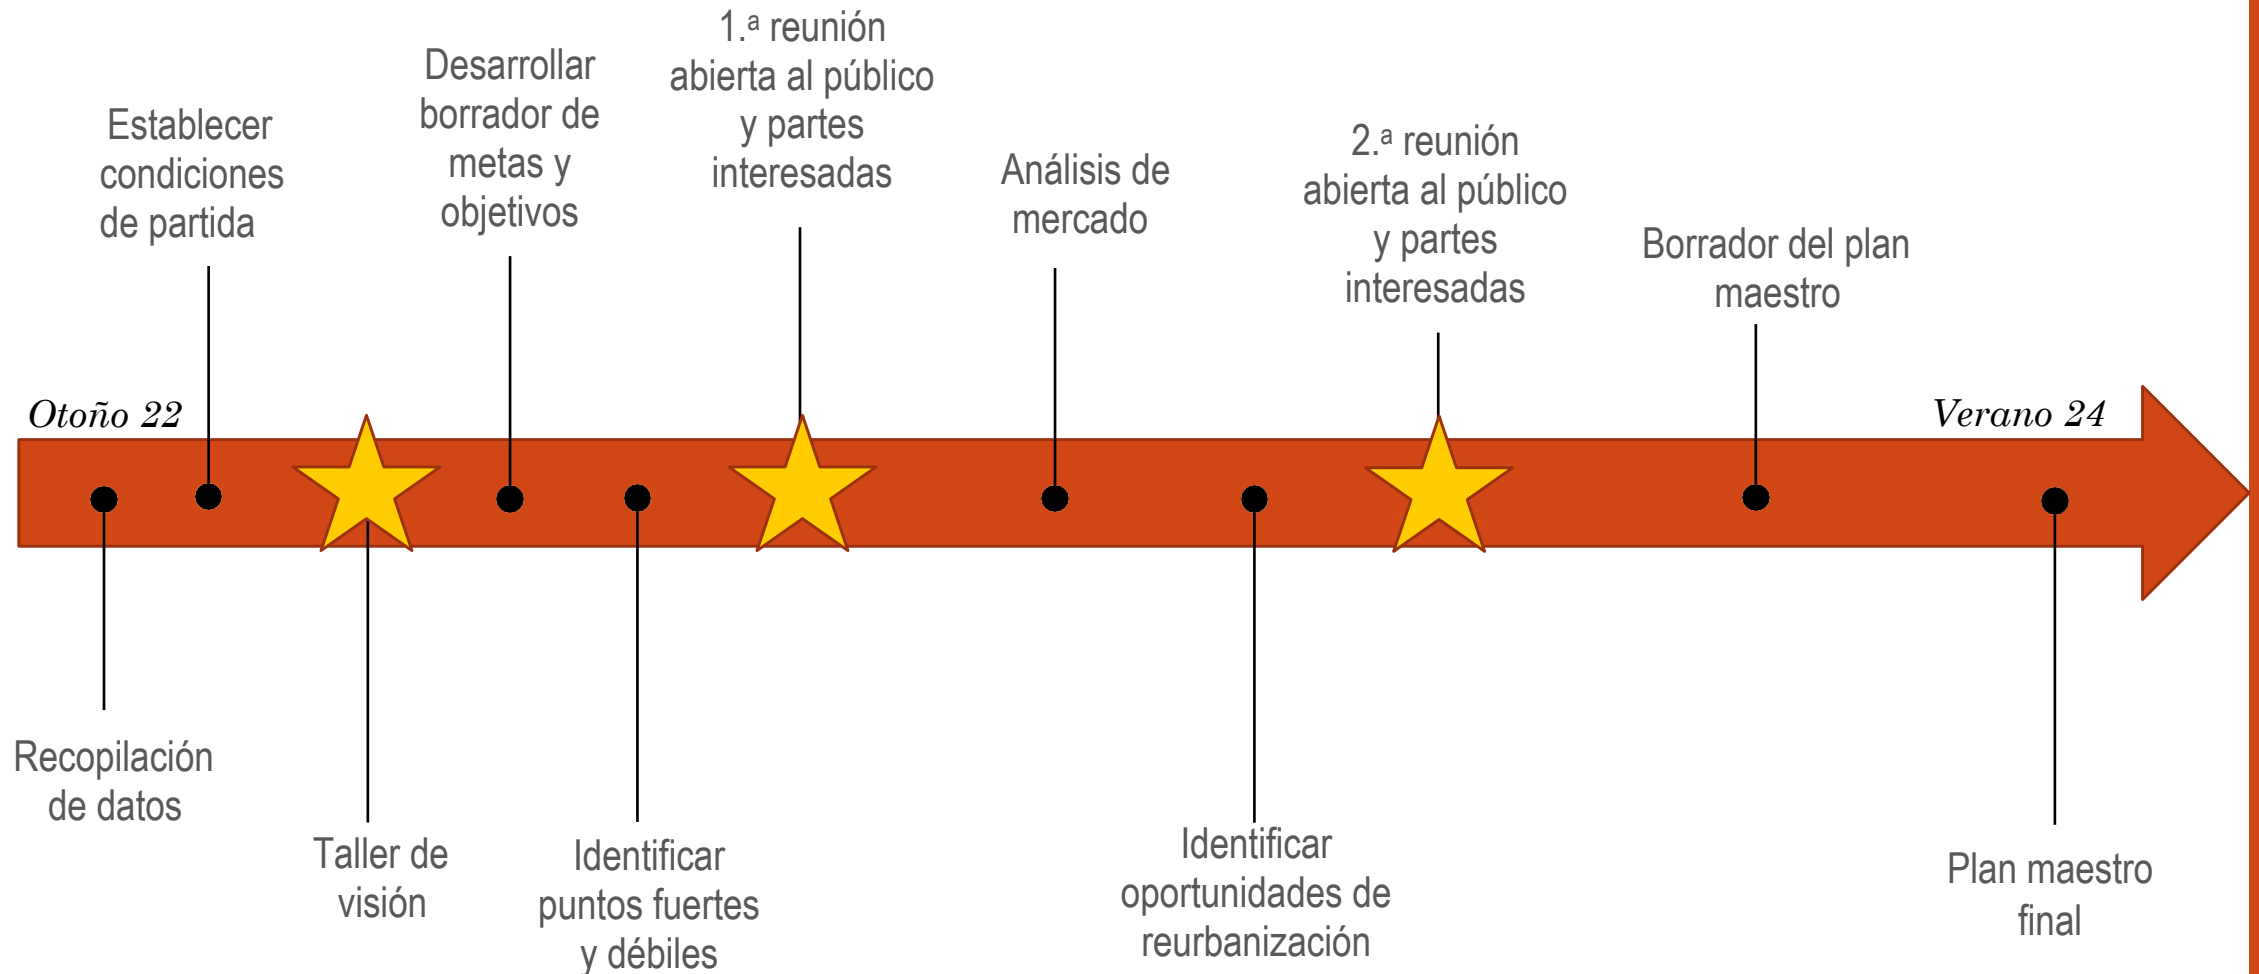 Establecer
condiciones
de partida
Desarrollar
borrador de
metas y
objetivos
1.ª reunión
abierta al público
y partes
interesadas
Análisis de
mercado
2.ª reunión
abierta al público
y partes
interesadas
Borrador del plan
maestro
Otoño 22
Verano 24
Recopilación
de datos
Taller de
visión
Identificar
puntos fuertes
y débiles
Identificar
oportunidades de
reurbanización
Plan maestro
final